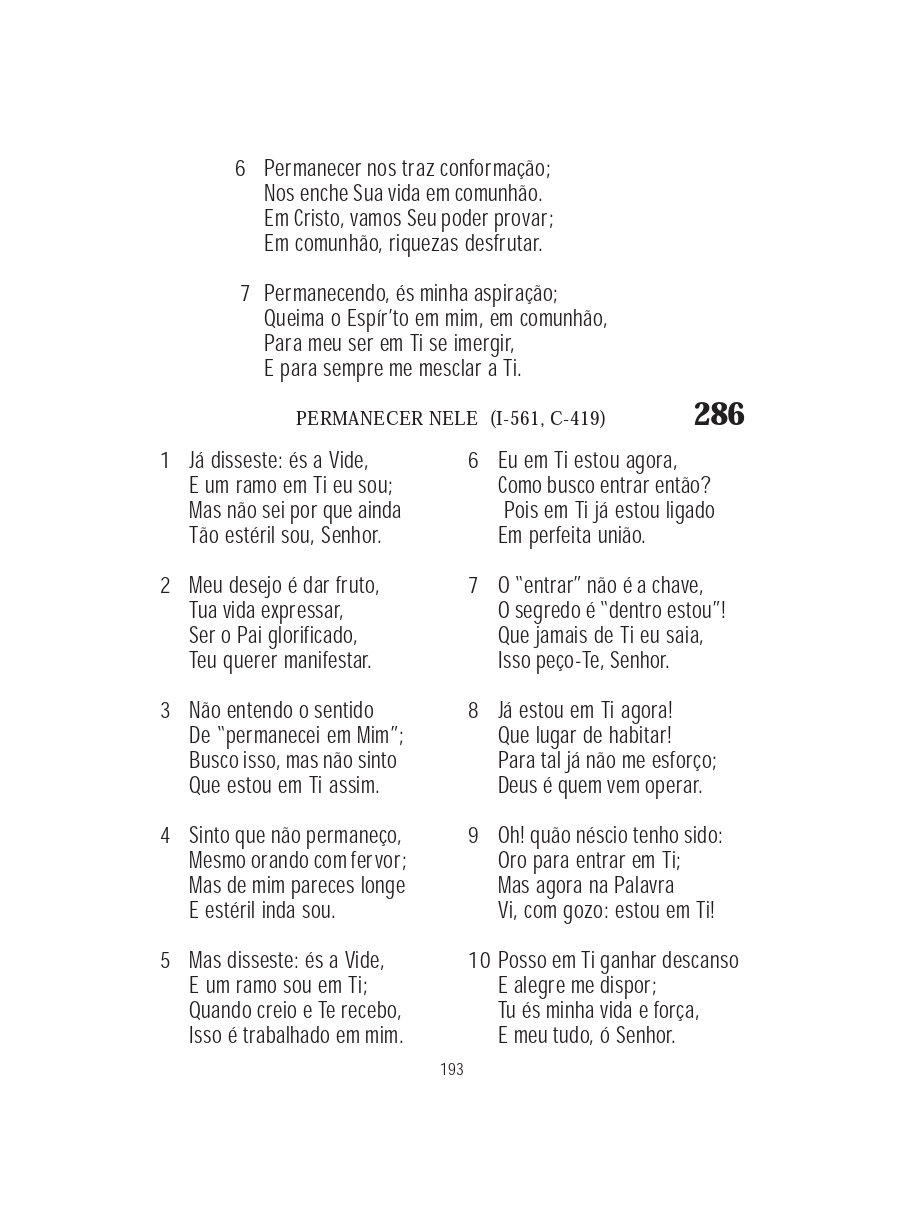 6 Permanecer nos traz conformação;
Nos enche Sua vida em comunhão.
Em Cristo, vamos Seu poder provar;
Em comunhão, riquezas desfrutar.
7 Permanecendo, és minha aspiração;
Queima o Espír’to em mim, em comunhão,
Para meu ser em Ti se imergir,
E para sempre me mesclar a Ti.
PERMANECER NELE (I-561, C-419) 286
1 Já disseste: és a Vide,
E um ramo em Ti eu sou;
Mas não sei por que ainda
Tão estéril sou, Senhor.
2 Meu desejo é dar fruto,
Tua vida expressar,
Ser o Pai glorificado,
Teu querer manifestar.
3 Não entendo o sentido
De “permanecei em Mim”;
Busco isso, mas não sinto
Que estou em Ti assim.
4 Sinto que não permaneço,
Mesmo orando com fervor;
Mas de mim pareces longe
E estéril inda sou.
5 Mas disseste: és a Vide,
E um ramo sou em Ti;
Quando creio e Te recebo,
Isso é trabalhado em mim.
6 Eu em Ti estou agora,
Como busco entrar então?
Pois em Ti já estou ligado
Em perfeita união.
7 O “entrar” não é a chave,
O segredo é “dentro estou”!
Que jamais de Ti eu saia,
Isso peço-Te, Senhor.
8 Já estou em Ti agora!
Que lugar de habitar!
Para tal já não me esforço;
Deus é quem vem operar.
9 Oh! quão néscio tenho sido:
Oro para entrar em Ti;
Mas agora na Palavra
Vi, com gozo: estou em Ti!
10 Posso em Ti ganhar descanso
E alegre me dispor;
Tu és minha vida e força,
E meu tudo, ó Senhor.
193